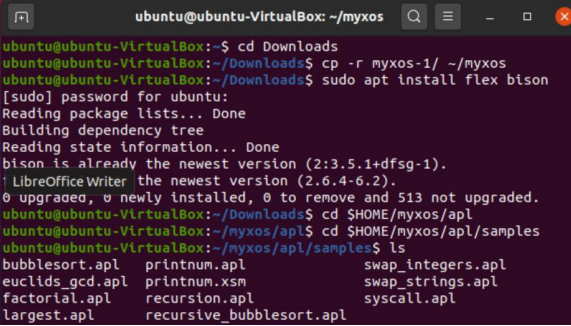 ubuntu@ubuntu-VirtualBox: ~/myxos
ubuntu@ubuntu-VirtualBox:~$ cd Downloads
ubuntu@ubuntu-VirtualBox:~/Downloads$ cp -r myxos-1/ ~/myxos
ubuntu@ubuntu-VirtualBox:~/Downloads$ sudo apt install flex bison
[sudo] password for ubuntu:
Reading package lists... Done
Building dependency tree
Reading state information... Done
bison is already the newest version (2:3.5.1+dfsg-1).
LibreOffice Writer the newest version (2.6.4-6.2).
0 upgraded, 0 newly installed, 0 to remove and 513 not upgraded.
ubuntu@ubuntu-VirtualBox:~/Downloads$ cd $HOME/myxos/apl
ubuntu@ubuntu-VirtualBox:~/myxos/apl$ cd $HOME/myxos/apl/samples
ubuntu@ubuntu-VirtualBox:~/myxos/apl/samples$ ls
bubblesort.apl printnum.apl swap_integers.apl
euclids_gcd.apl printnum.xsm swap_strings.apl
factorial.apl recursion.apl syscall.apl
largest.apl recursive_bubblesort.apl